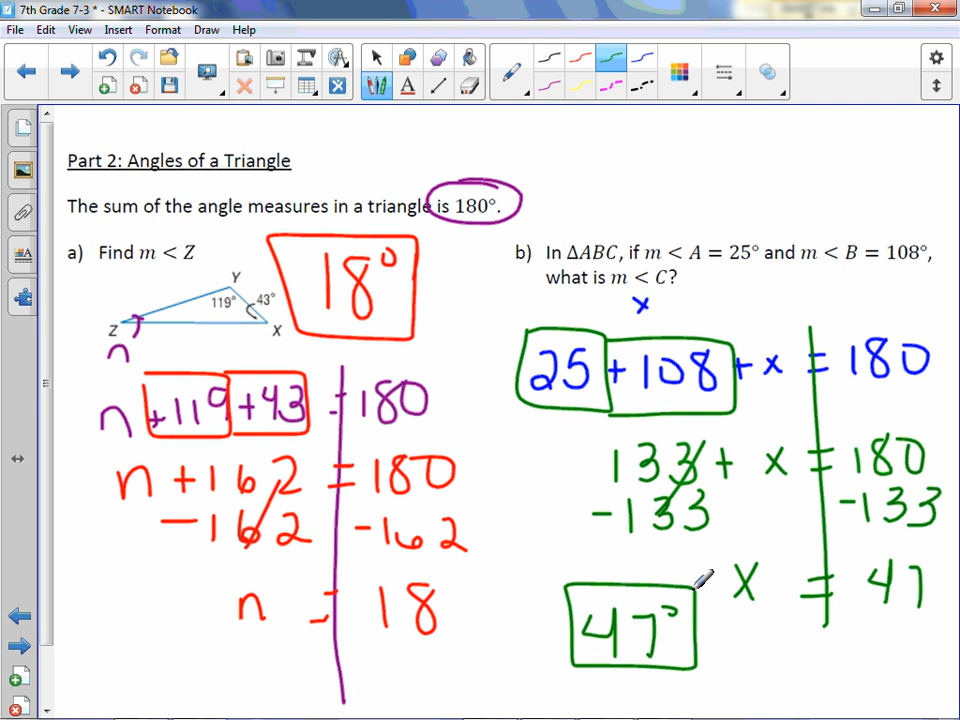 7th Grade 7-3 * - SMART Notebook
File Edit View Insert Format Draw Help
Part 2: Angles of a Triangle
The sum of the angle measures in a triangle is 180°.
a) Find m < Z
18°
Y
119°
43°
Z
X
n
n +119 +43 = 180
n + 162 = 180
-162 -162
n = 18
b) In ΔABC, if m < A = 25° and m < B = 108°,
what is m < C?
x
25 + 108 + x = 180
133 + x = 180
-133 -133
x = 47
47°